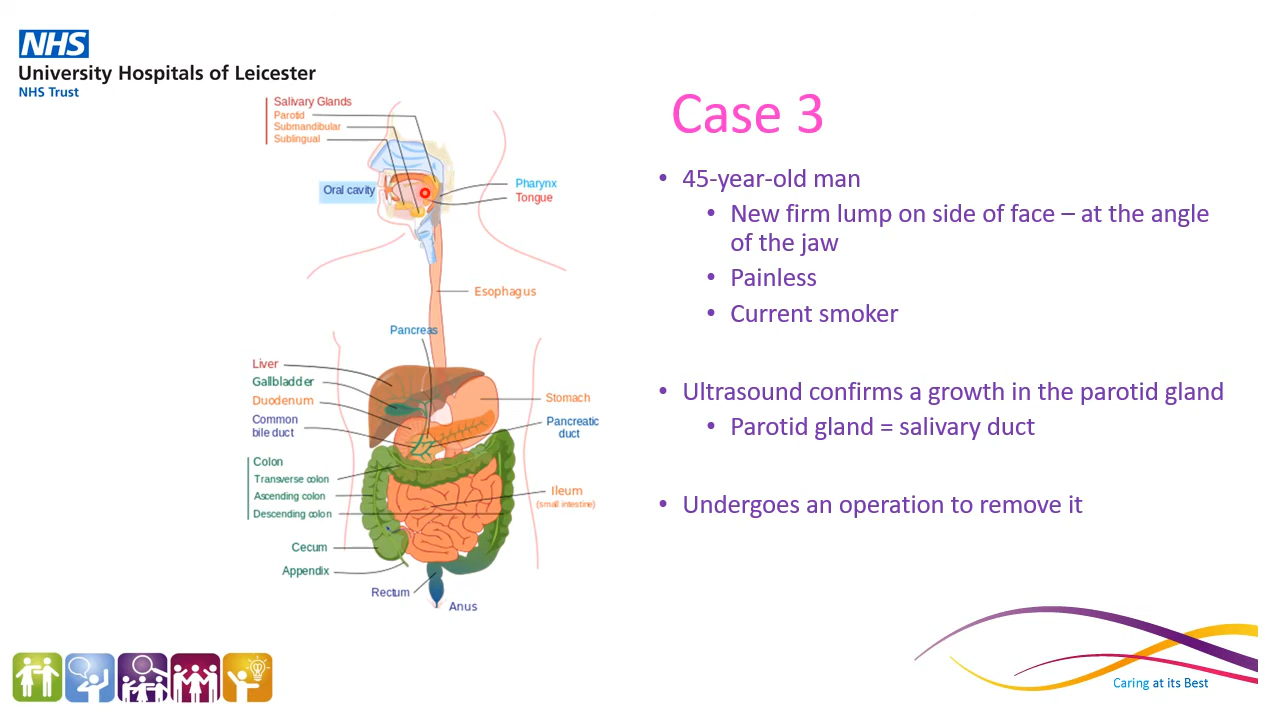 NHS
University Hospitals of Leicester
NHS Trust
Salivary Glands
Parotid
Submandibular
Sublingual
Oral cavity
Pharynx
Tongue
Esophagus
Pancreas
Liver
Gallbladder
Duodenum
Common
bile duct
Stomach
Pancreatic
duct
Colon
Transverse colon
Ascending colon
Descending colon
Ileum
(small intestine)
Cecum
Appendix
Rectum
Anus
Case 3
• 45-year-old man
• New firm lump on side of face – at the angle
of the jaw
• Painless
• Current smoker
• Ultrasound confirms a growth in the parotid gland
• Parotid gland = salivary duct
• Undergoes an operation to remove it
Caring at its Best